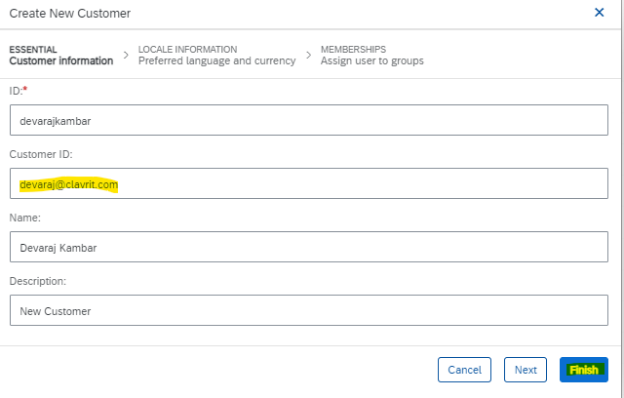 Create New Customer
ESSENTIAL
Customer information
LOCALE INFORMATION
Preferred language and currency
MEMBERSHIPS
Assign user to groups
ID:*
devarajkambar
Customer ID:
devaraj@clavrit.com
Name:
Devaraj Kambar
Description:
New Customer
Cancel Next Finish